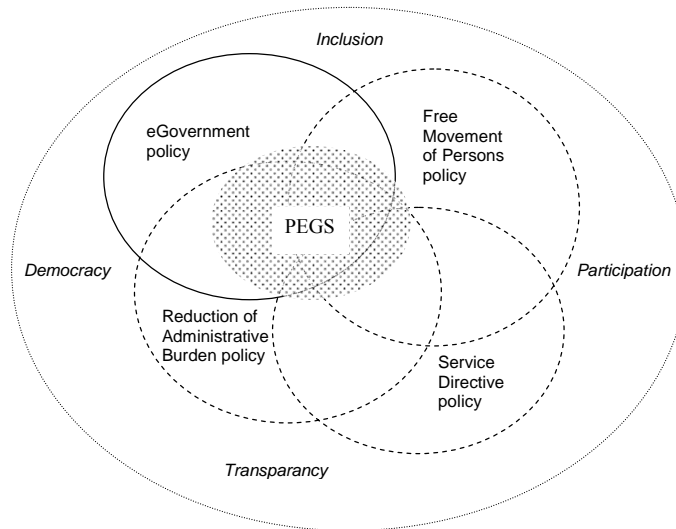 Inclusion
eGovernment
policy
Free
Movement
of Persons
policy
PEGS
Democracy
Participation
Reduction of
Administrative
Burden policy
Service
Directive
policy
Transparancy